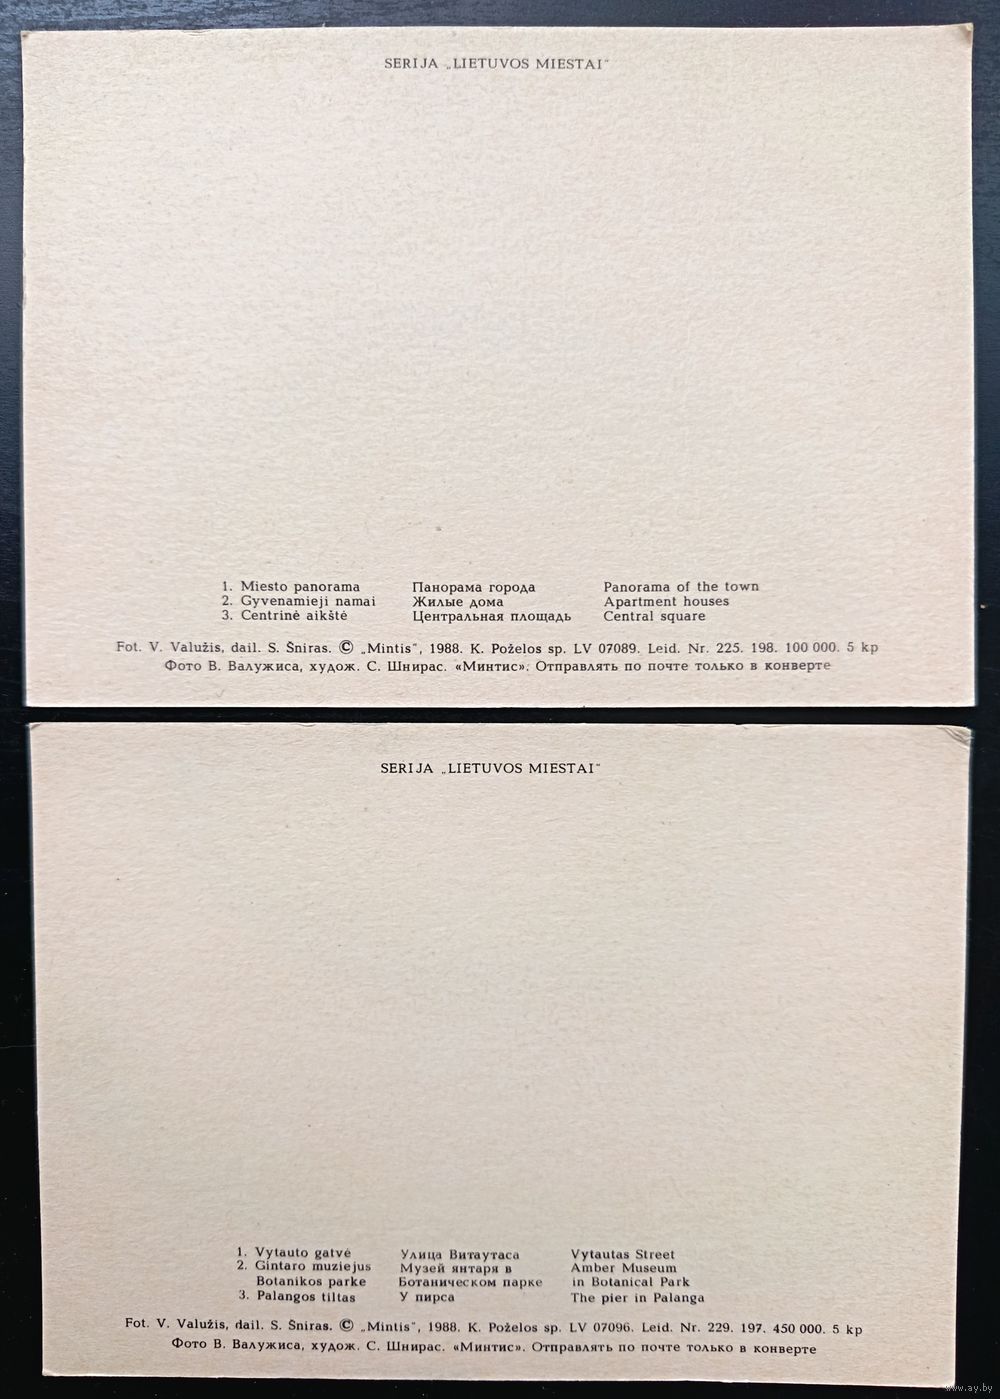 SERIJA „LIETUVOS MIESTAI“
1. Miesto panorama Панорама города Panorama of the town
2. Gyvenamieji namai Жилые дома Apartment houses
3. Centrinė aikštė Центральная площадь Central square
Fot. V. Valužis, dail. S. Šniras. © „Mintis“, 1988. K. Poželos sp. LV 07089. Leid. Nr. 225. 198. 100 000. 5 kp
Фото В. Валужиса, худож. С. Шнирас. «Минтис». Отправлять по почте только в конверте
SERIJA „LIETUVOS MIESTAI“
1. Vytauto gatvė Улица Витаутаса Vytautas Street
2. Gintaro muziejus Музей янтаря в Amber Museum
Botanikos parke Ботаническом парке in Botanical Park
3. Palangos tiltas У пирса The pier in Palanga
Fot. V. Valužis, dail. S. Šniras. © „Mintis“, 1988. K. Poželos sp. LV 07096. Leid. Nr. 229. 197. 450 000. 5 kp
Фото В. Валужиса, худож. С. Шнирас. «Минтис». Отправлять по почте только в конверте
www.ay.by